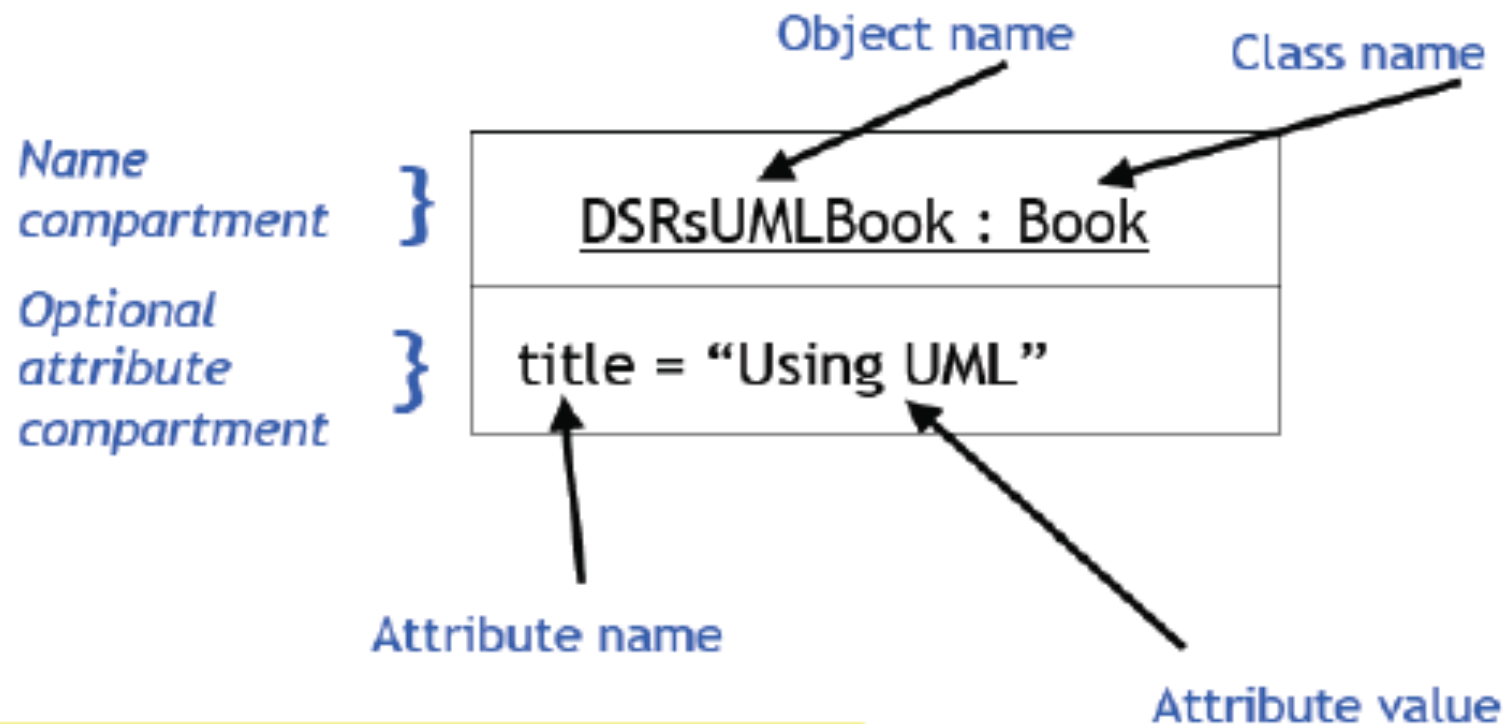 Object name
Class name
Name
compartment
}
DSRsUMLBook : Book
Optional
attribute
compartment
}
title = “Using UML”
Attribute name
Attribute value